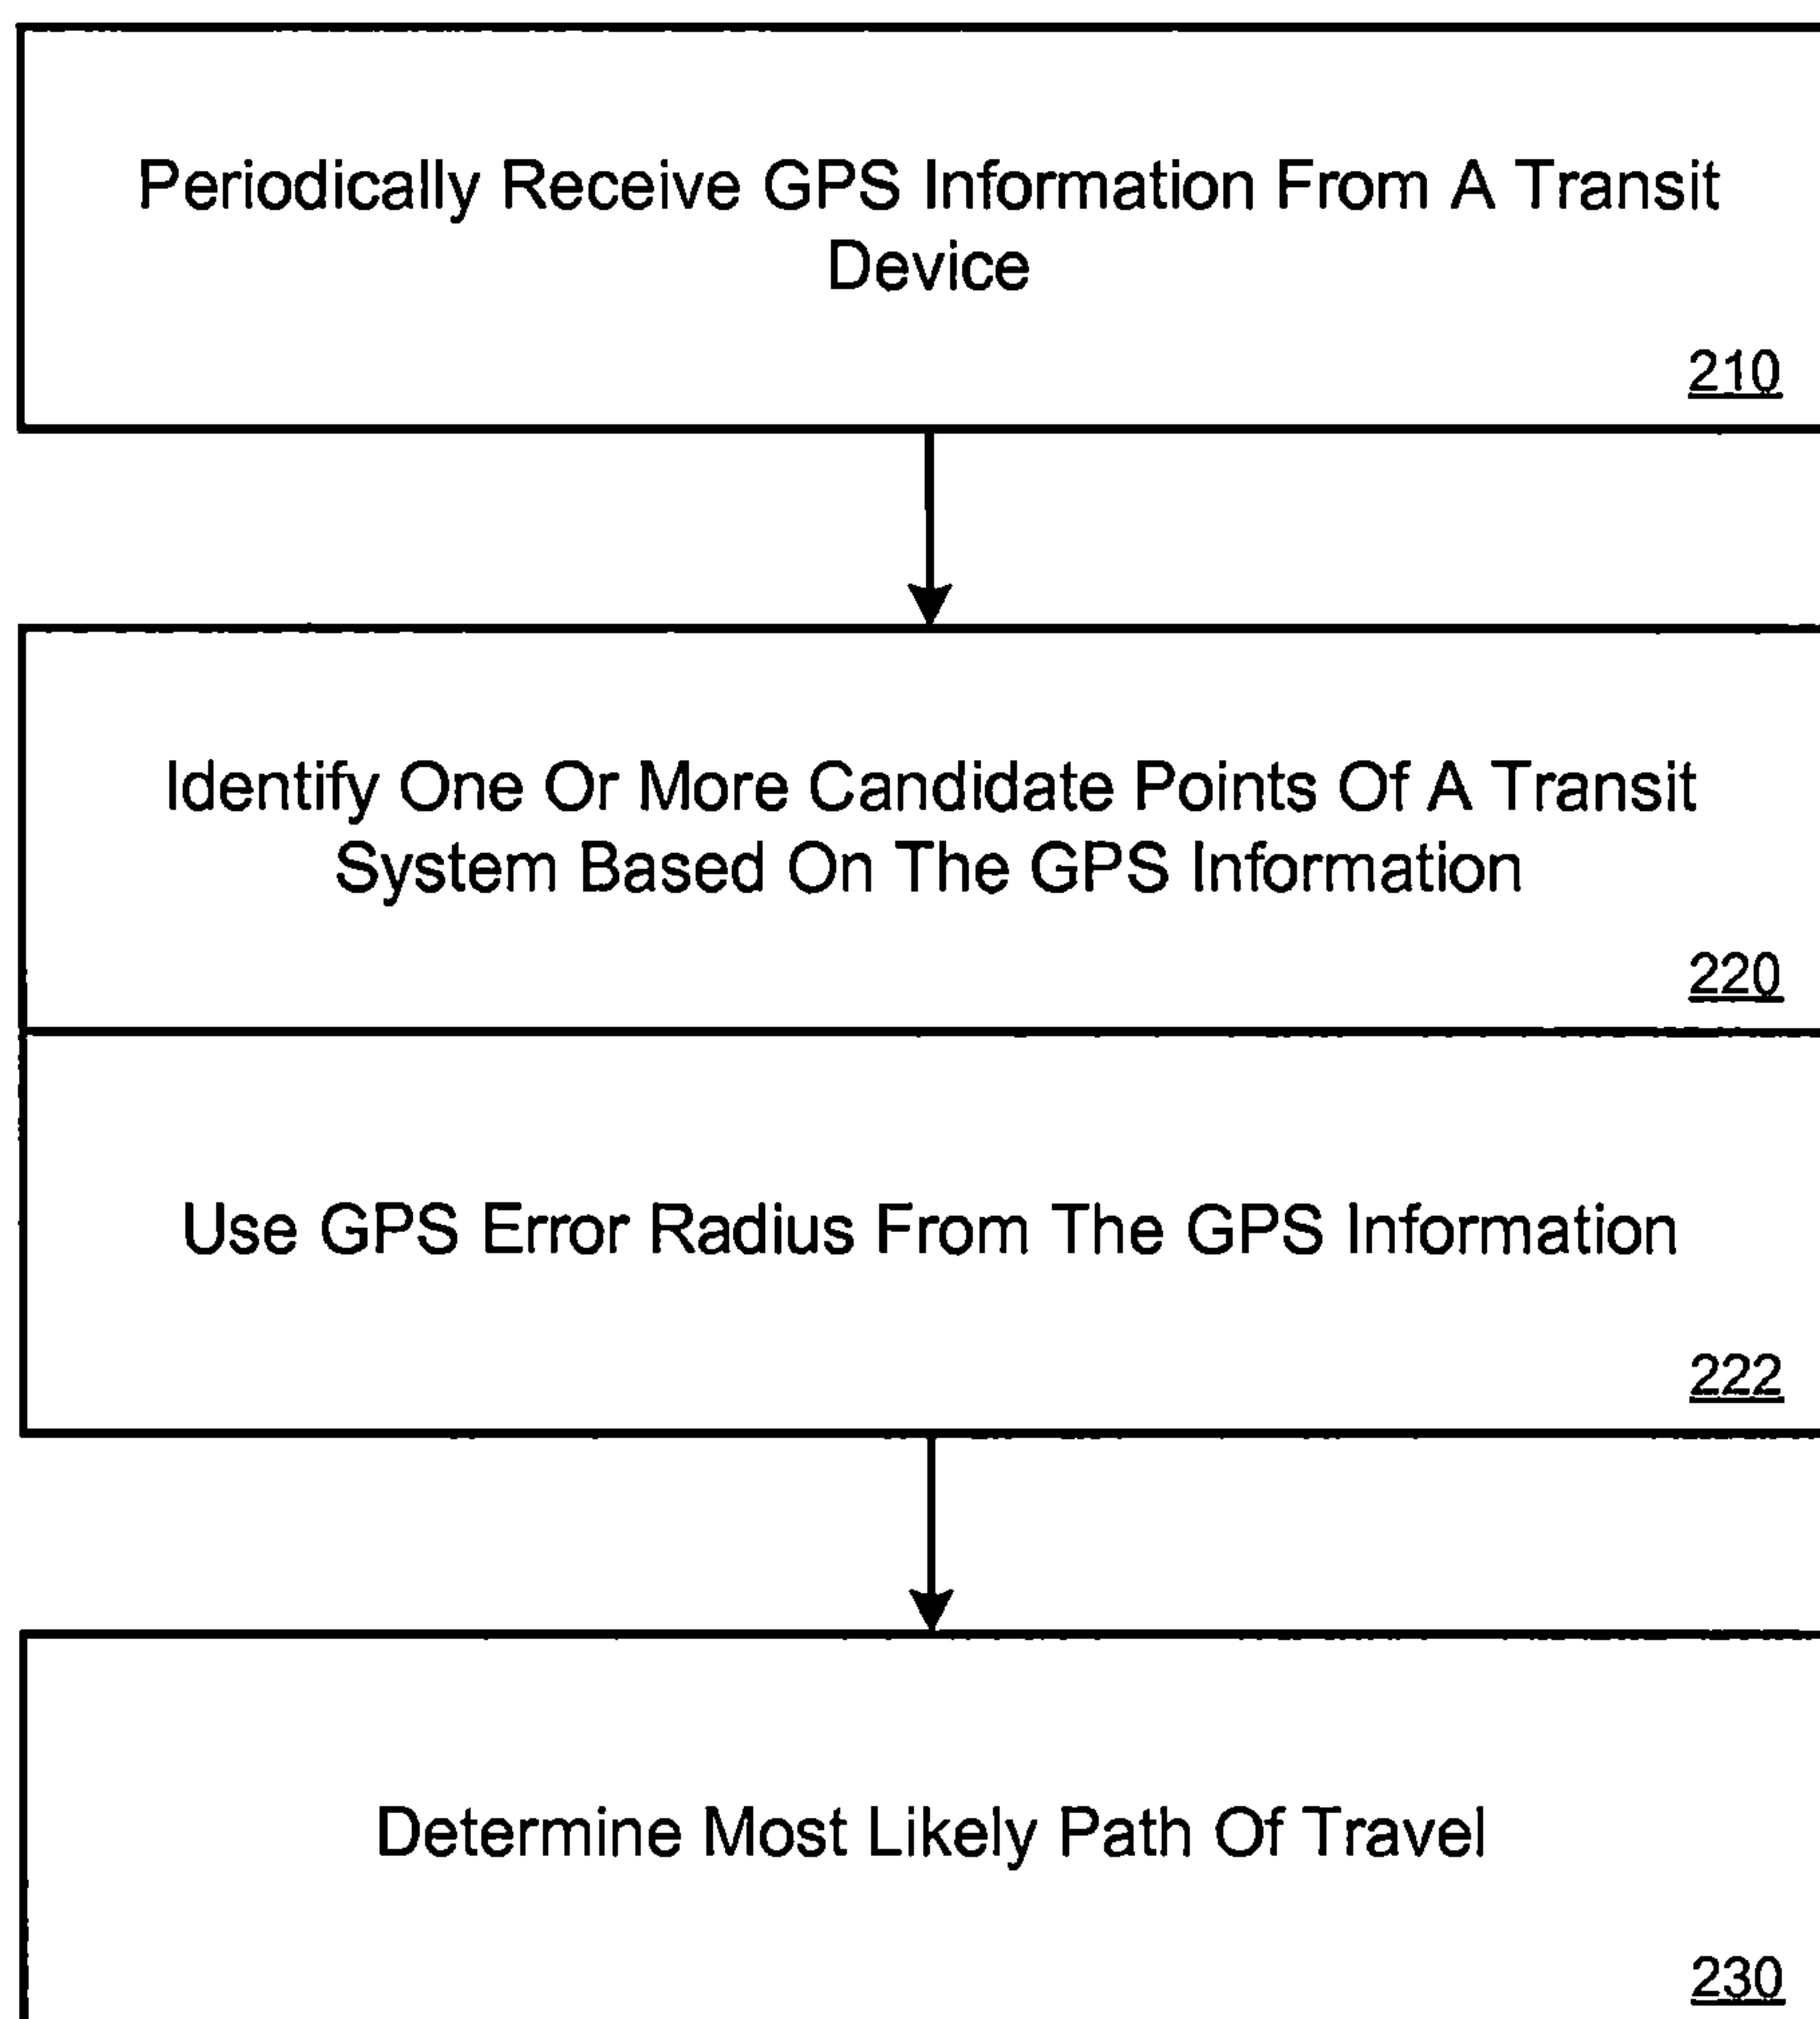 Periodically Receive GPS Information From A Transit
Device
210
Identify One Or More Candidate Points Of A Transit
System Based On The GPS Information
220
Use GPS Error Radius From The GPS Information
222
Determine Most Likely Path Of Travel
230